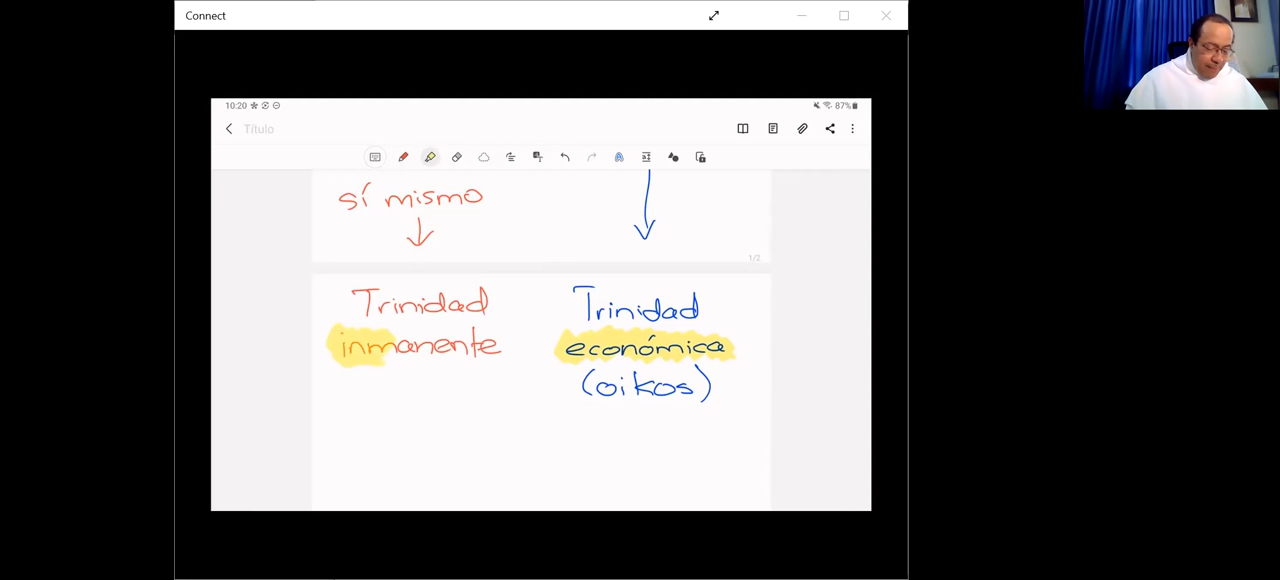 Connect
10:20
87%
Título
sí mismo
1/2
Trinidad
inmanente
Trinidad
económica
(oikos)